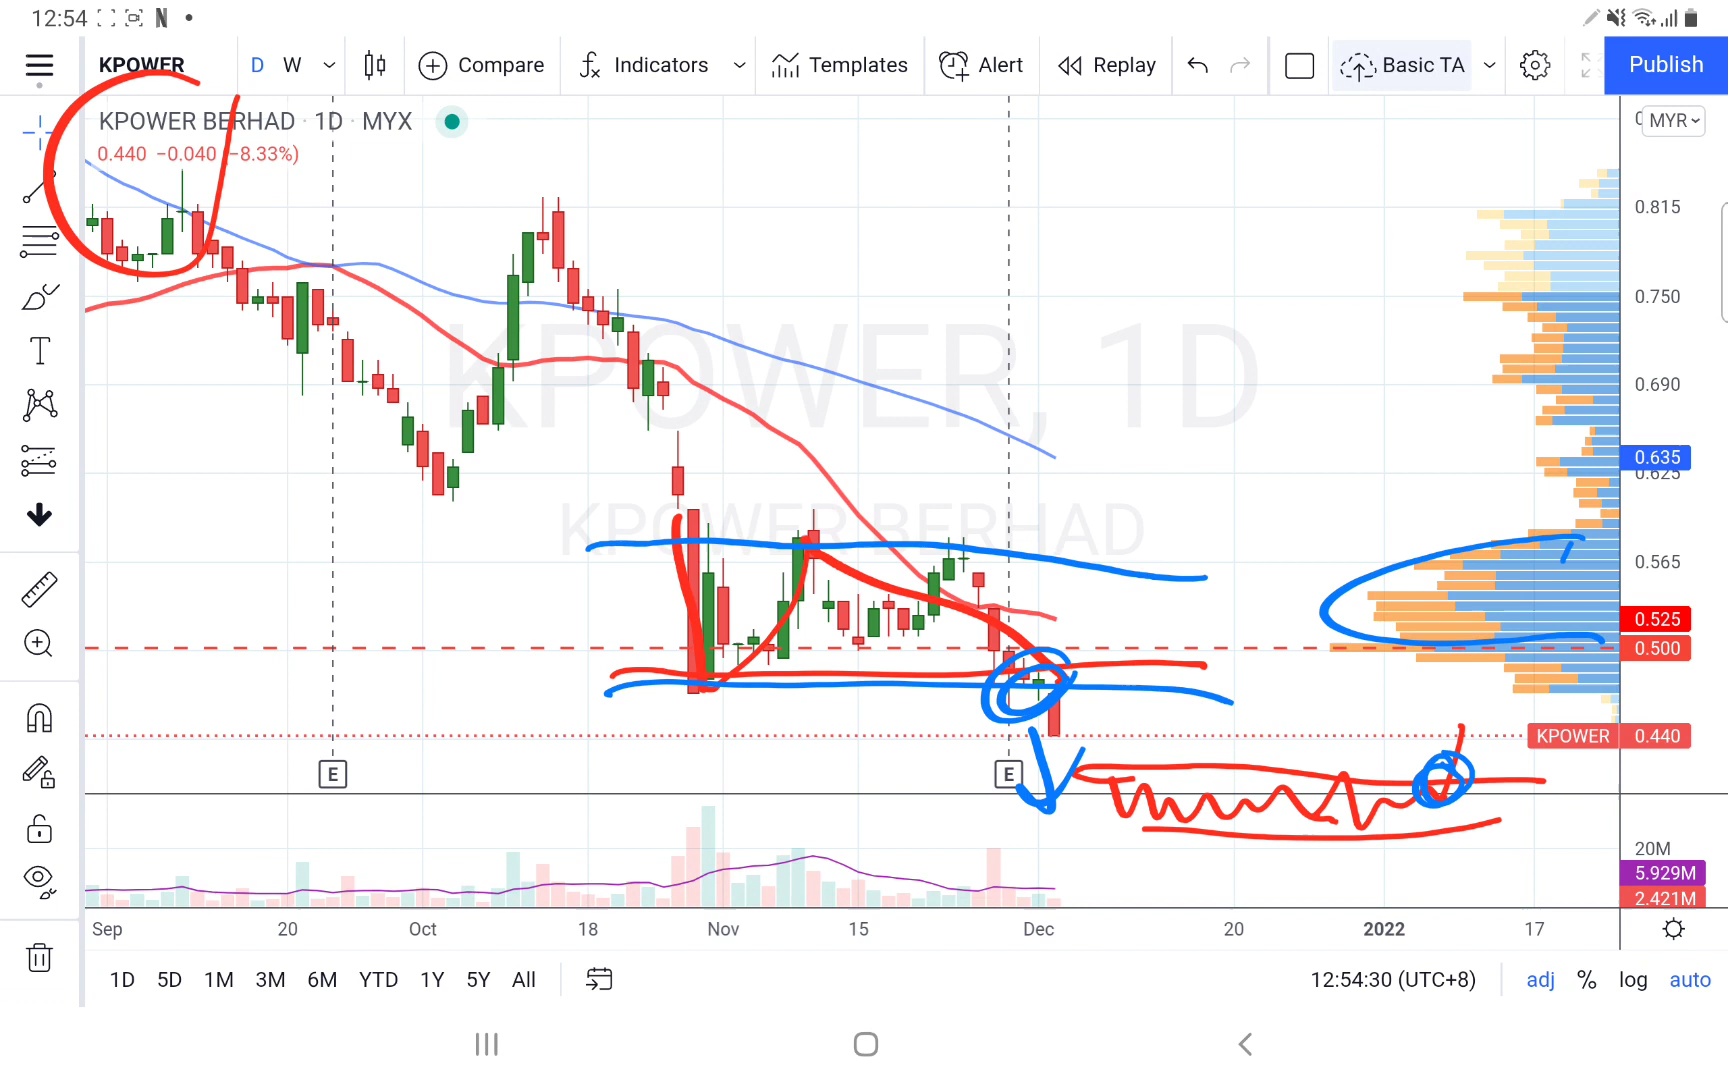 12:54
KPOWER D W Compare Indicators Templates Alert Replay Basic TA Publish
KPOWER BERHAD · 1D · MYX
0.440 −0.040 (−8.33%)
MYR
0.815
0.750
0.690
KPOWER, 1D
0.635
0.625
KPOWER BERHAD
0.565
0.525
0.500
KPOWER 0.440
E E
20M
5.929M
2.421M
Sep 20 Oct 18 Nov 15 Dec 20 2022 17
1D 5D 1M 3M 6M YTD 1Y 5Y All 12:54:30 (UTC+8) adj % log auto